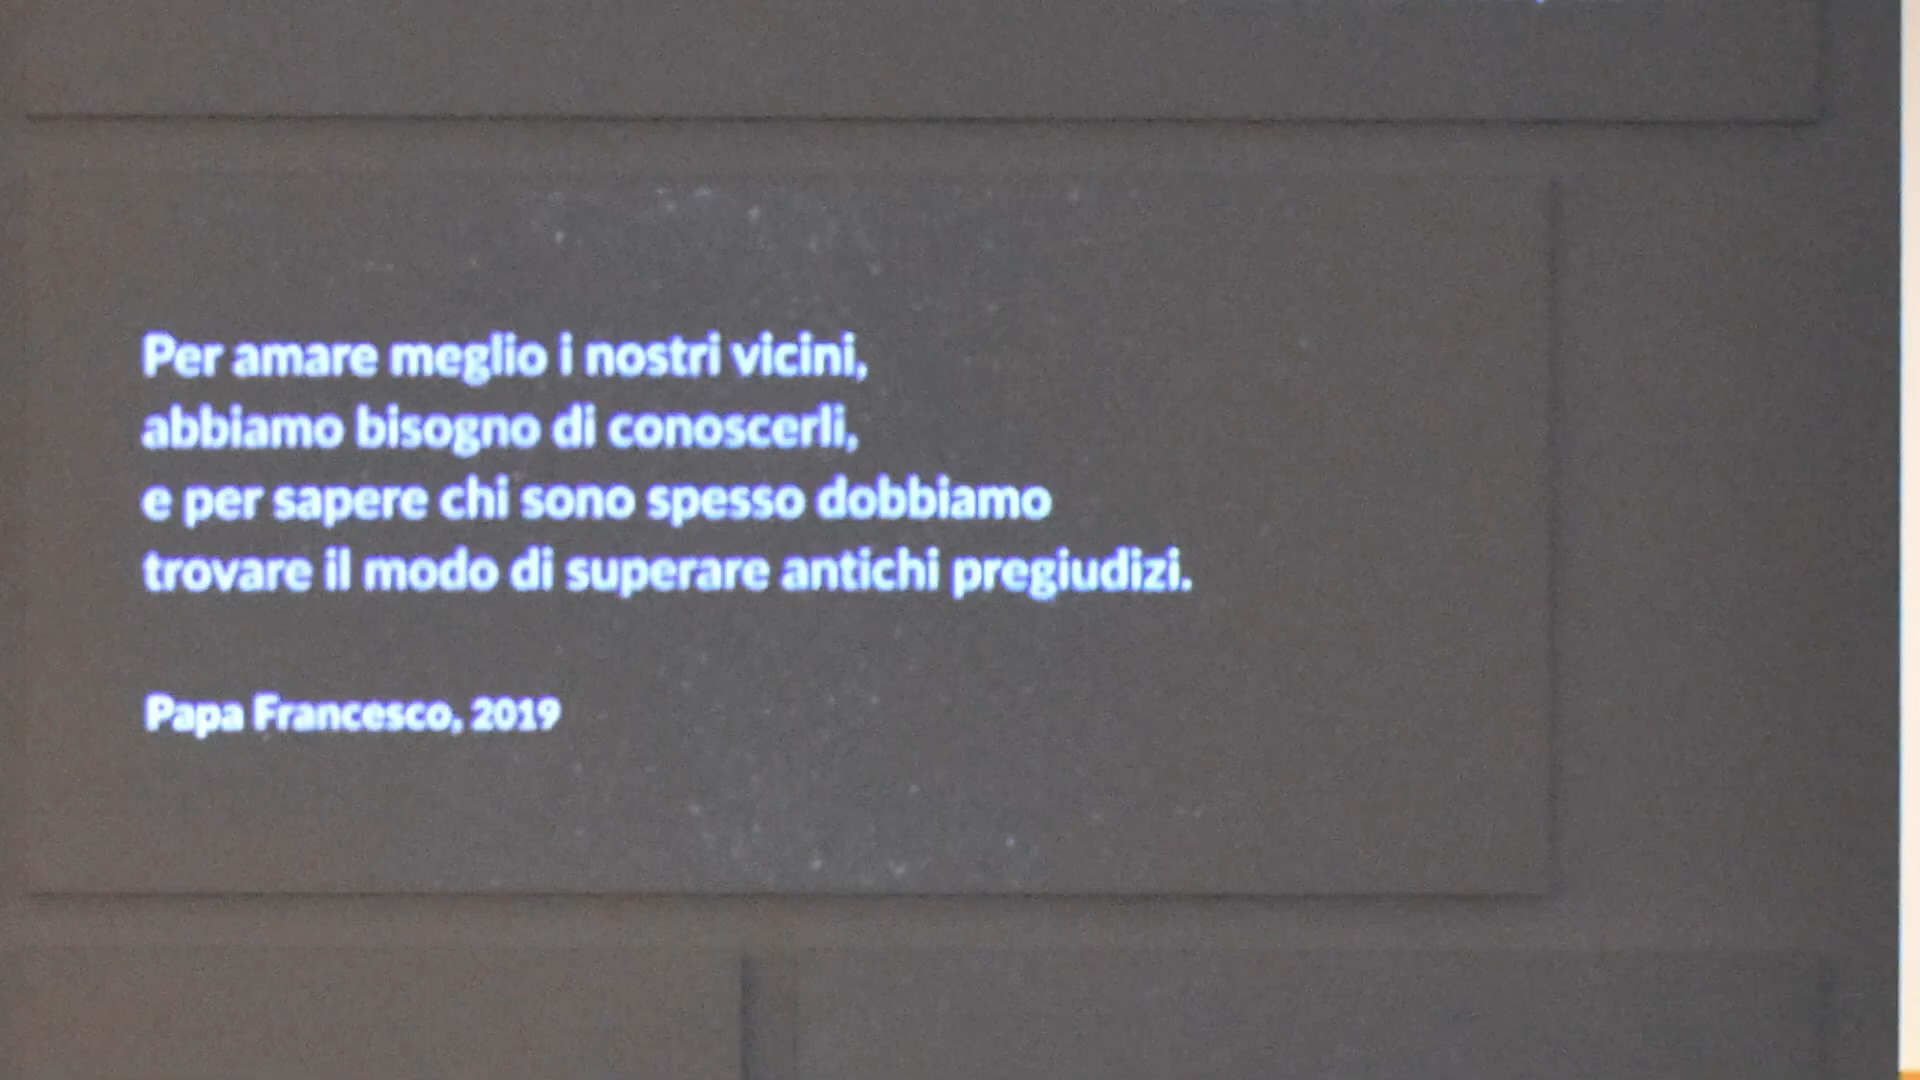 Per amare meglio i nostri vicini,
abbiamo bisogno di conoscerli,
e per sapere chi sono spesso dobbiamo
trovare il modo di superare antichi pregiudizi.
Papa Francesco, 2019